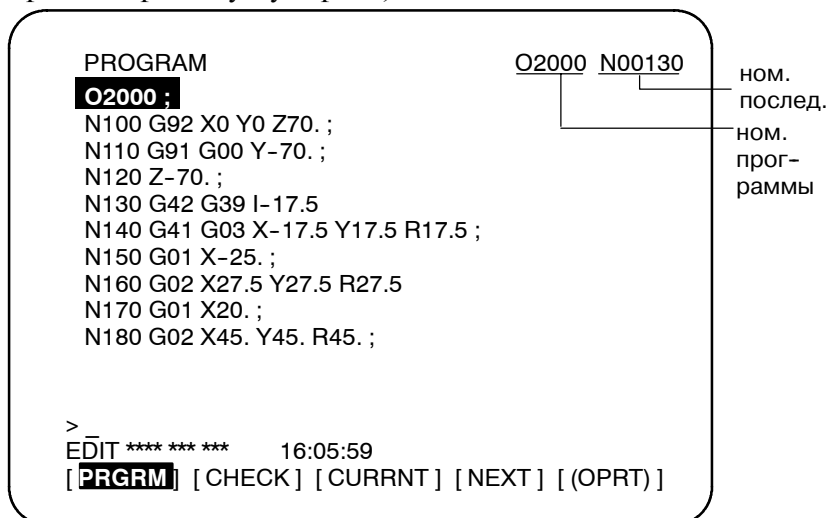 PROGRAM O2000 N00130
O2000 ;
N100 G92 X0 Y0 Z70. ;
N110 G91 G00 Y-70. ;
N120 Z-70. ;
N130 G42 G39 I-17.5
N140 G41 G03 X-17.5 Y17.5 R17.5 ;
N150 G01 X-25. ;
N160 G02 X27.5 Y27.5 R27.5
N170 G01 X20. ;
N180 G02 X45. Y45. R45. ;
> _
EDIT **** *** *** 16:05:59
[ PRGRM ] [ CHECK ] [ CURRNT ] [ NEXT ] [ (OPRT) ]
ном.
послед.
ном.
прог-
раммы